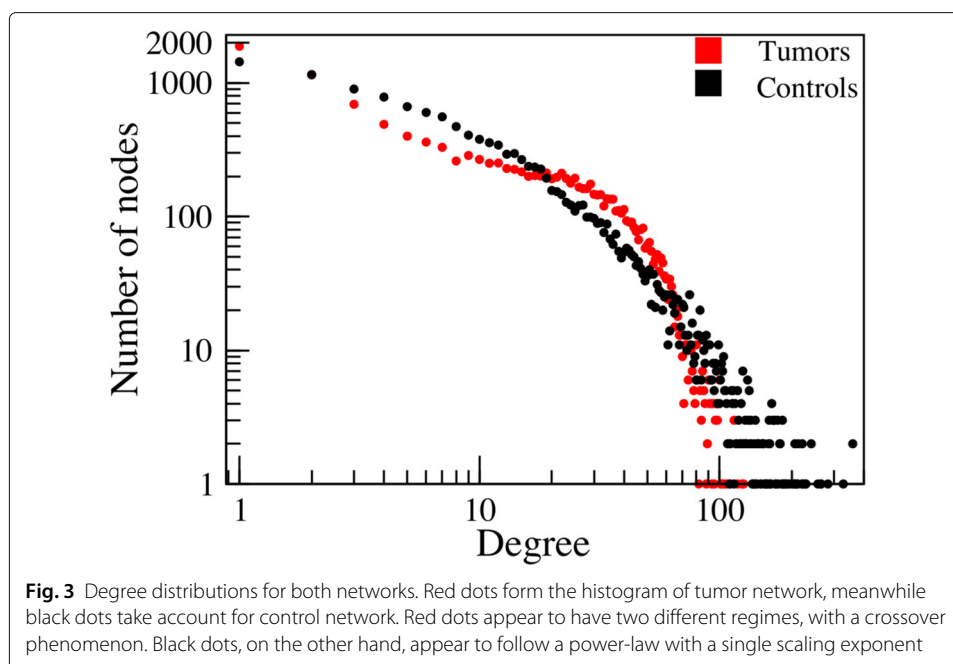 2000
1000
100
10
1
Number of nodes
Tumors
Controls
1 10 100
Degree
Fig. 3 Degree distributions for both networks. Red dots form the histogram of tumor network, meanwhile
black dots take account for control network. Red dots appear to have two different regimes, with a crossover
phenomenon. Black dots, on the other hand, appear to follow a power-law with a single scaling exponent